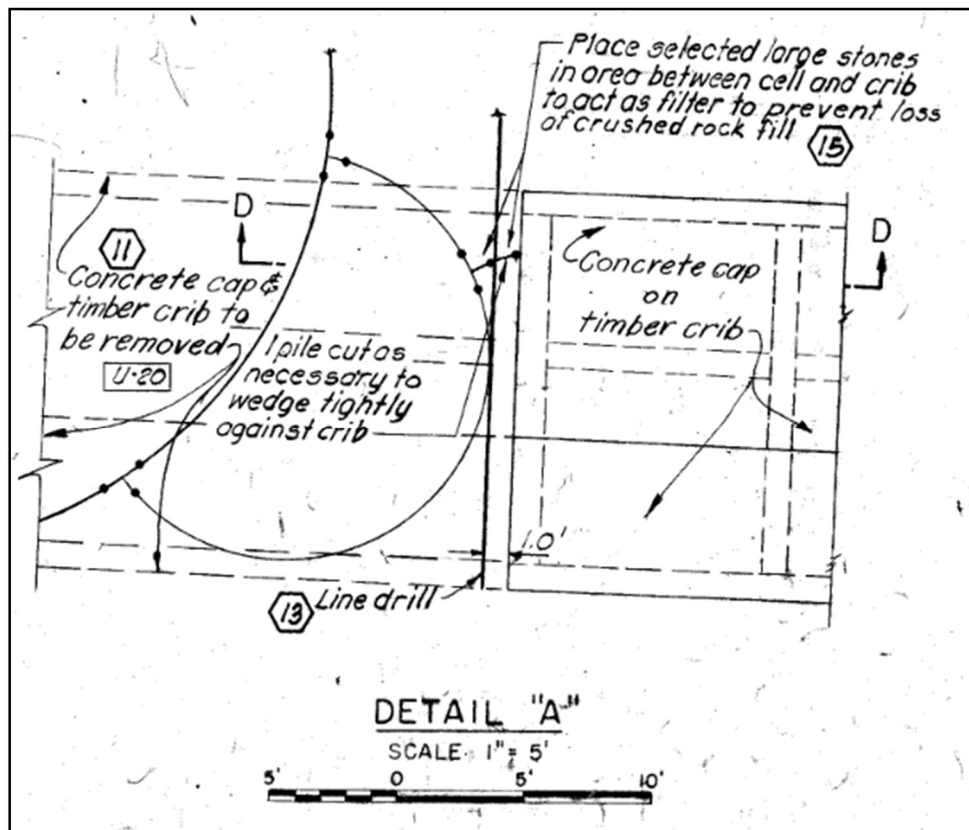 Place selected large stones
in area between cell and crib
to act as filter to prevent loss
of crushed rock fill
15
D
D
11
Concrete cap &
timber crib to
be removed
U-20
1 pile cut as
necessary to
wedge tightly
against crib
Concrete cap
on
timber crib
1.0'
13
Line drill
DETAIL "A"
SCALE 1" = 5'
5' 0 5' 10'